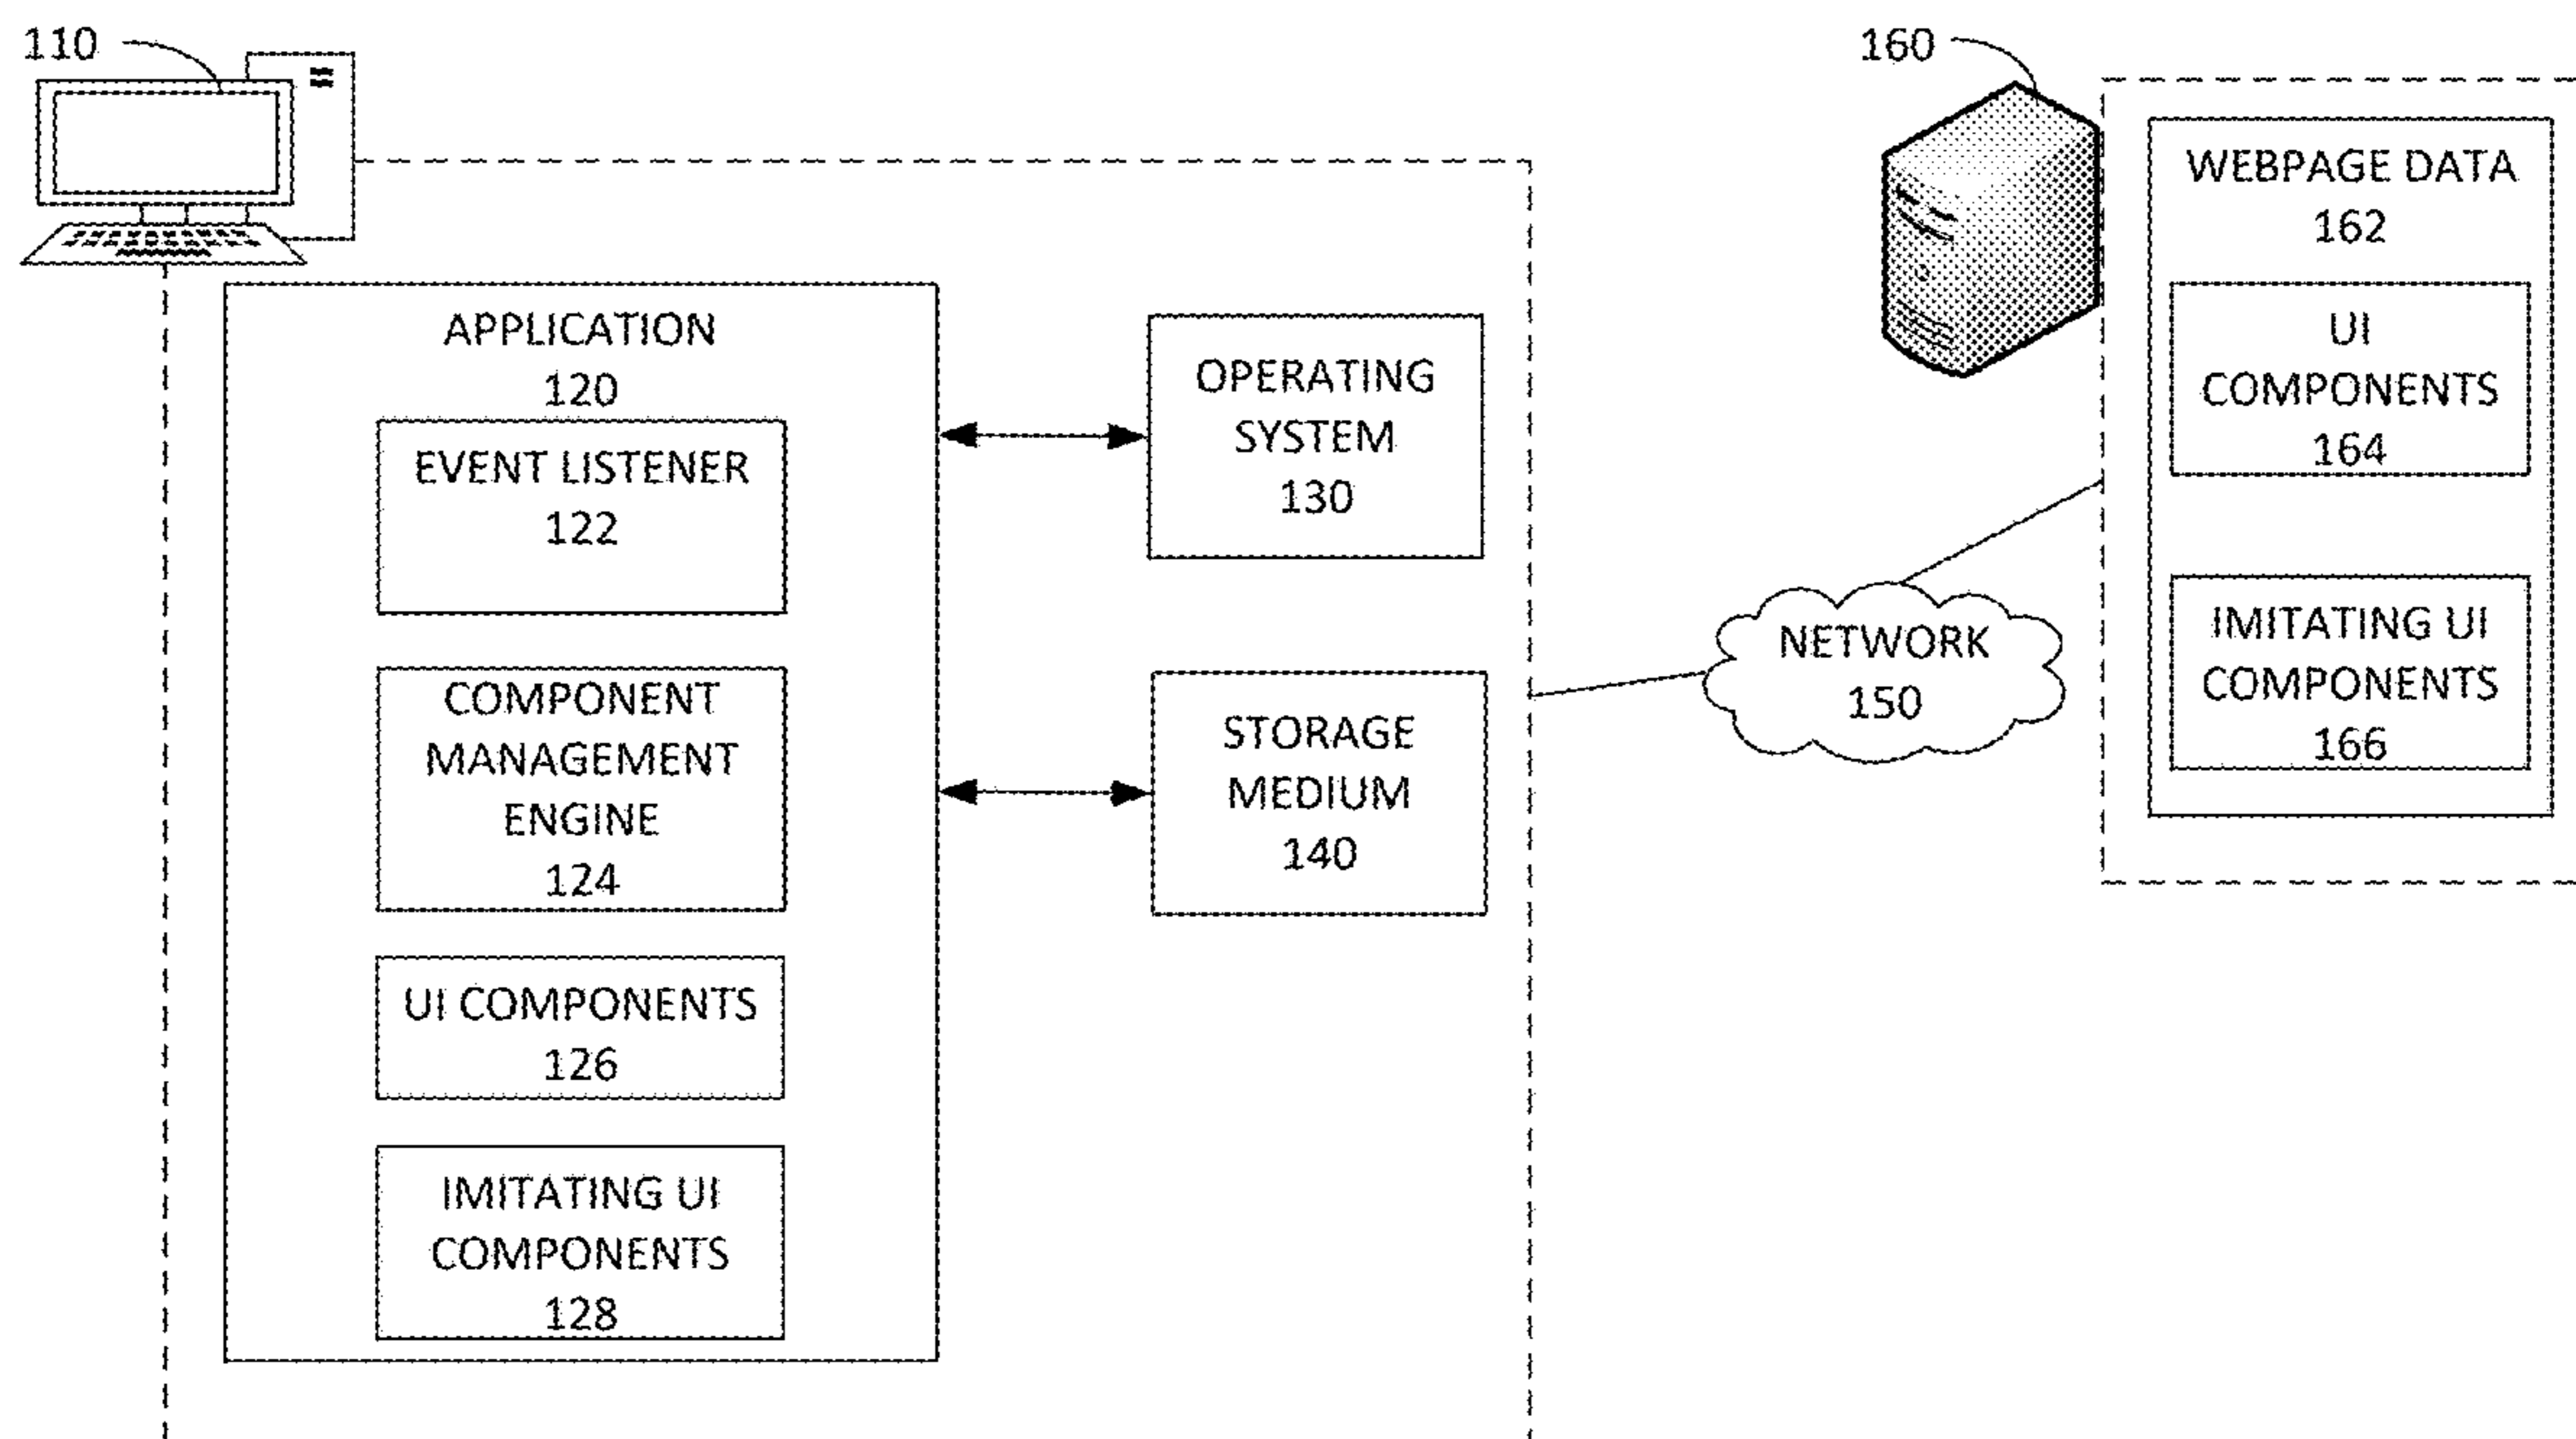 110
160
WEBPAGE DATA
162
UI
COMPONENTS
164
IMITATING UI
COMPONENTS
166
APPLICATION
120
EVENT LISTENER
122
COMPONENT
MANAGEMENT
ENGINE
124
UI COMPONENTS
126
IMITATING UI
COMPONENTS
128
OPERATING
SYSTEM
130
STORAGE
MEDIUM
140
NETWORK
150